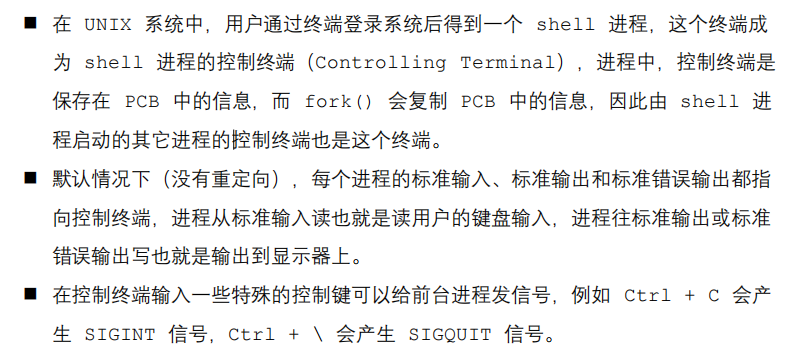 ■ 在 UNIX 系统中，用户通过终端登录系统后得到一个 shell 进程，这个终端成
为 shell 进程的控制终端（Controlling Terminal），进程中，控制终端是
保存在 PCB 中的信息，而 fork() 会复制 PCB 中的信息，因此由 shell 进
程启动的其它进程的控制终端也是这个终端。
■ 默认情况下（没有重定向），每个进程的标准输入、标准输出和标准错误输出都指
向控制终端，进程从标准输入读也就是读用户的键盘输入，进程往标准输出或标准
错误输出写也就是输出到显示器上。
■ 在控制终端输入一些特殊的控制键可以给前台进程发信号，例如 Ctrl + C 会产
生 SIGINT 信号，Ctrl + \ 会产生 SIGQUIT 信号。